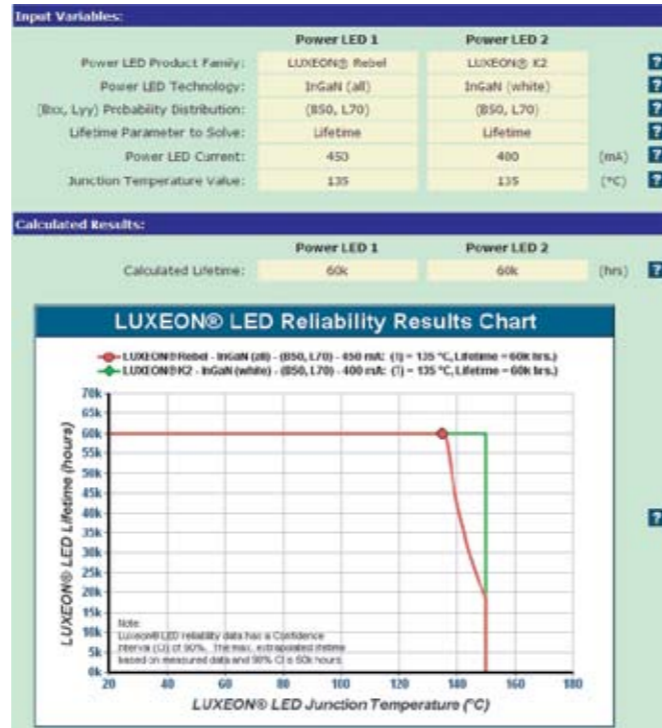 Input Variables:
Power LED 1 Power LED 2
Power LED Product Family: LUXEON® Rebel LUXEON® K2 ?
Power LED Technology: InGaN (all) InGaN (white) ?
(Bxx, Lyy) Probability Distribution: (B50, L70) (B50, L70) ?
Lifetime Parameter to Solve: Lifetime Lifetime ?
Power LED Current: 450 400 (mA) ?
Junction Temperature Value: 135 135 (°C) ?
Calculated Results:
Power LED 1 Power LED 2
Calculated Lifetime: 60k 60k (hrs) ?
LUXEON® LED Reliability Results Chart
LUXEON® Rebel - InGaN (all) - (B50, L70) - 450 mA: (Tj = 135 °C, Lifetime = 60k hrs.)
LUXEON® K2 - InGaN (white) - (B50, L70) - 400 mA: (Tj = 135 °C, Lifetime = 60k hrs.)
70k
65k
60k
55k
50k
45k
40k
35k
30k
25k
20k
15k
10k
5k
0k
LUXEON® LED Lifetime (hours)
?
Note:
Luxeon® LED reliability data has a Confidence
Interval (CI) of 90%. The max. extrapolated lifetime
based on measured data and 90% CI is 60k hours.
20 40 60 80 100 120 140 160 180
LUXEON® LED Junction Temperature (°C)